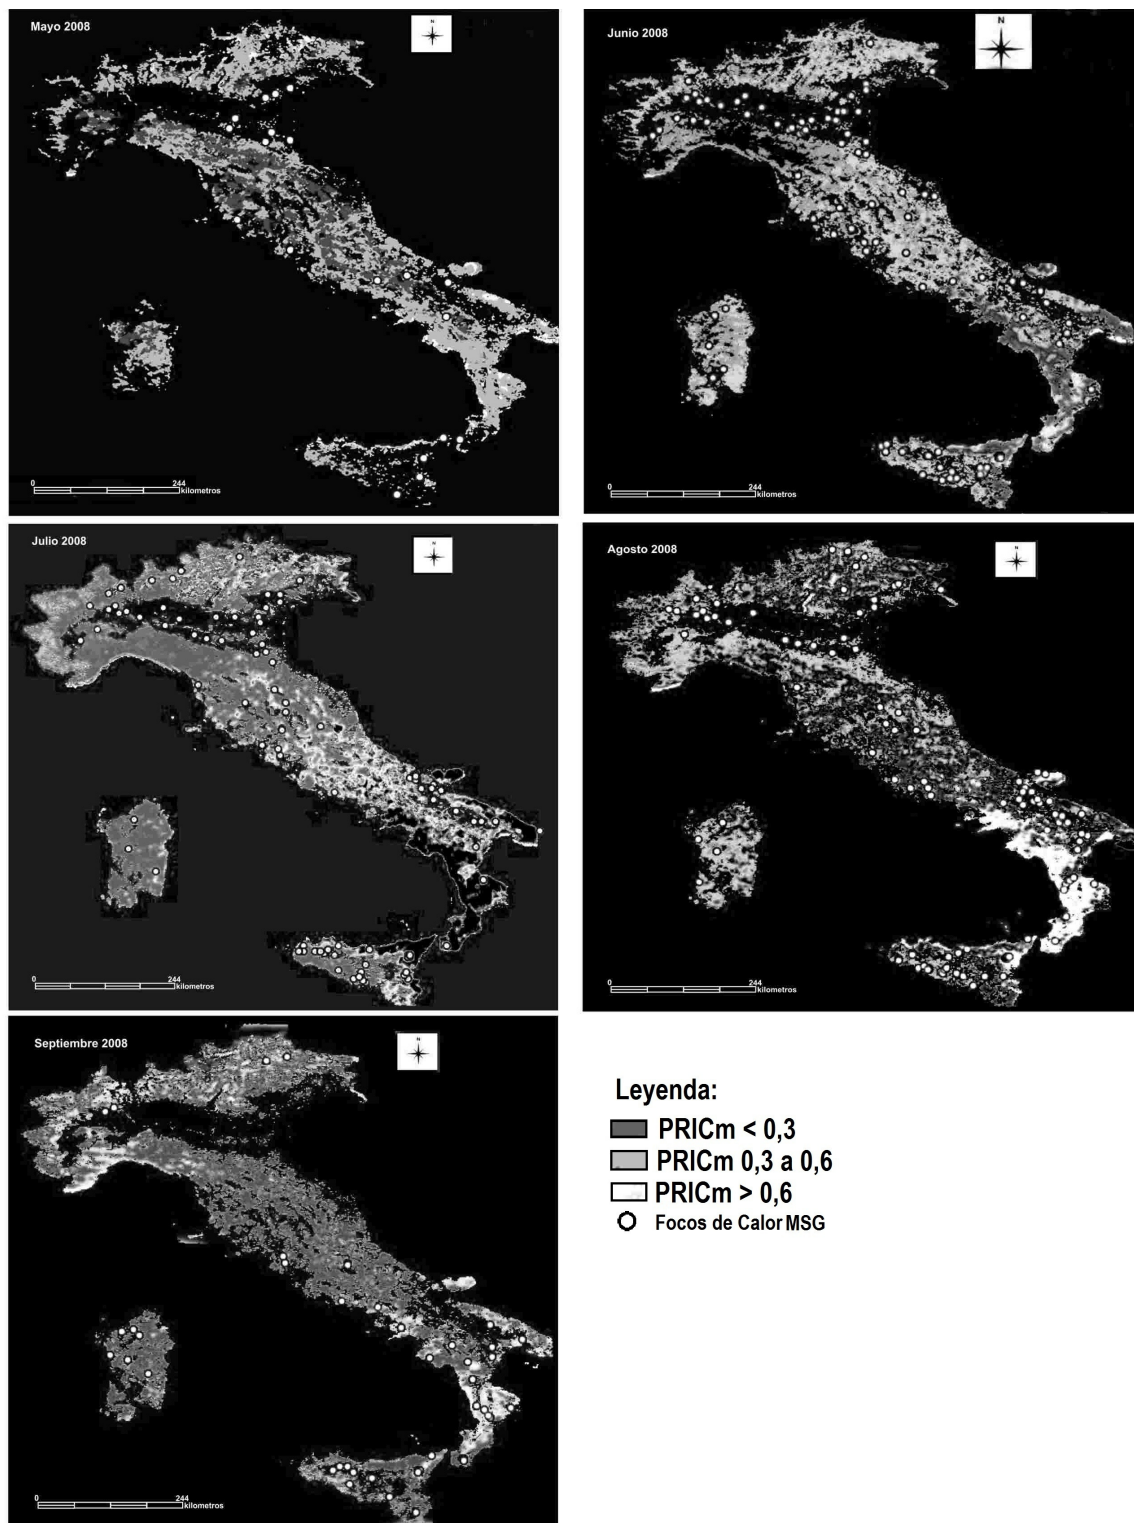 Mayo 2008
N
0 244
kilometros
Junio 2008
N
0 244
kilometros
Julio 2008
N
0 244
kilometros
Agosto 2008
N
0 244
kilometros
Septiembre 2008
N
0 244
kilometros
Leyenda:
PRICm < 0,3
PRICm 0,3 a 0,6
PRICm > 0,6
Focos de Calor MSG